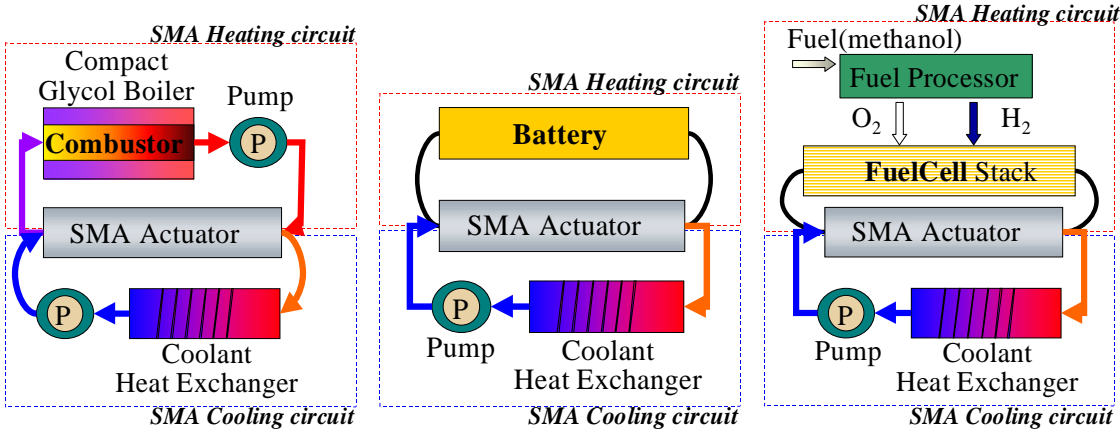 SMA Heating circuit
Compact
Glycol Boiler
Pump
Combustor
P
SMA Actuator
P
Coolant
Heat Exchanger
SMA Cooling circuit
SMA Heating circuit
Battery
SMA Actuator
P
Pump
Coolant
Heat Exchanger
SMA Cooling circuit
SMA Heating circuit
Fuel(methanol)
Fuel Processor
O2
H2
FuelCell Stack
SMA Actuator
P
Pump
Coolant
Heat Exchanger
SMA Cooling circuit